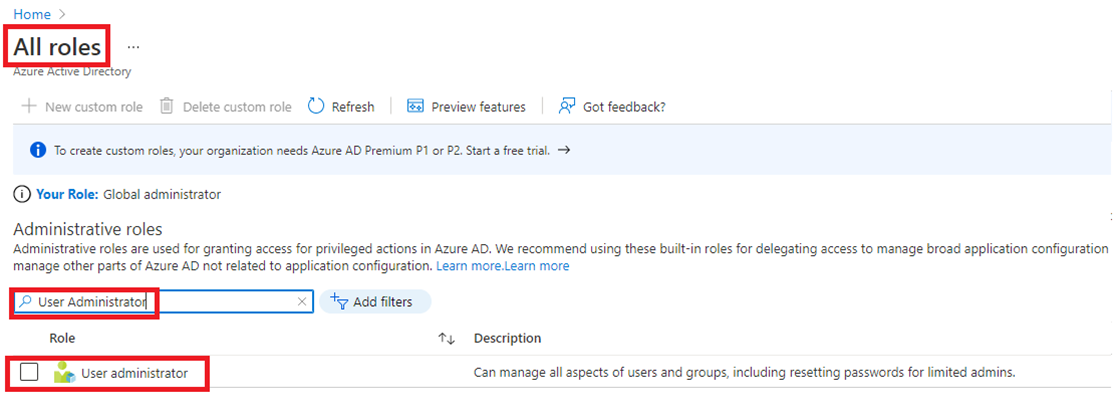 Home >
All roles ...
Azure Active Directory
New custom role Delete custom role Refresh Preview features Got feedback?
To create custom roles, your organization needs Azure AD Premium P1 or P2. Start a free trial. →
Your Role: Global administrator
Administrative roles
Administrative roles are used for granting access for privileged actions in Azure AD. We recommend using these built-in roles for delegating access to manage broad application configuration
manage other parts of Azure AD not related to application configuration. Learn more.Learn more
User Administrator Add filters
Role Description
User administrator Can manage all aspects of users and groups, including resetting passwords for limited admins.